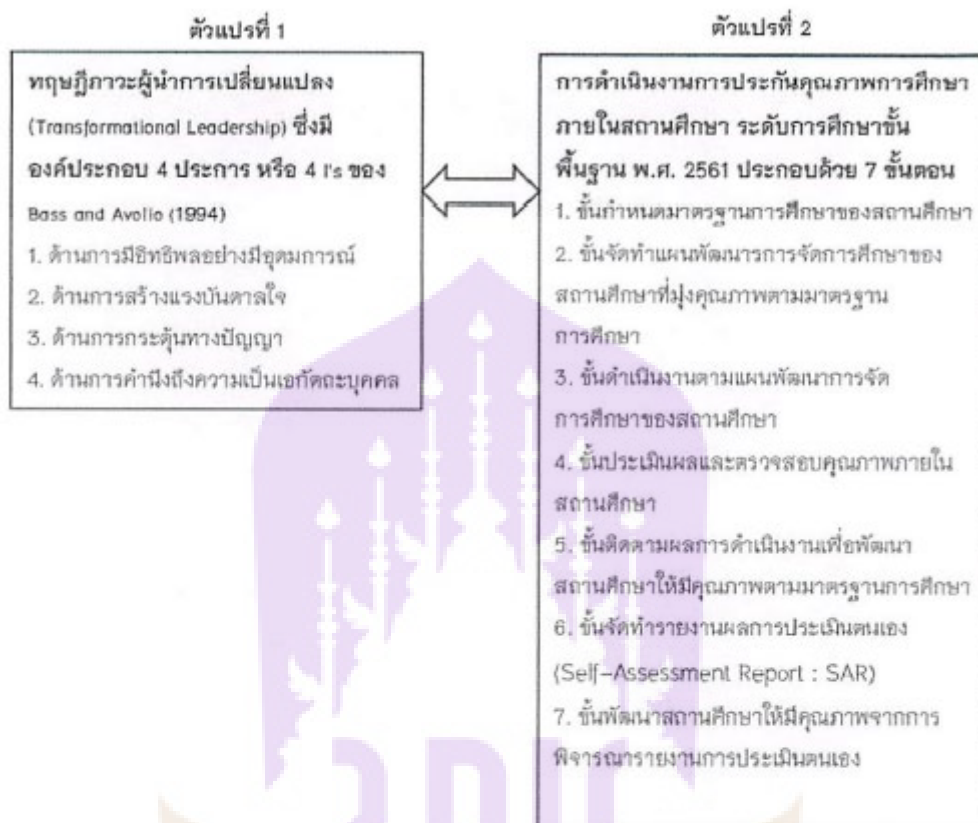 ตัวแปรที่ 1
ทฤษฎีภาวะผู้นำการเปลี่ยนแปลง
(Transformational Leadership) ซึ่งมี
องค์ประกอบ 4 ประการ หรือ 4 I's ของ
Bass and Avolio (1994)
1. ด้านการมีอิทธิพลอย่างมีอุดมการณ์
2. ด้านการสร้างแรงบันดาลใจ
3. ด้านการกระตุ้นทางปัญญา
4. ด้านการคำนึงถึงความเป็นเอกัตถะบุคคล
ตัวแปรที่ 2
การดำเนินงานการประกันคุณภาพการศึกษา
ภายในสถานศึกษา ระดับการศึกษาขั้น
พื้นฐาน พ.ศ. 2561 ประกอบด้วย 7 ขั้นตอน
1. ขั้นกำหนดมาตรฐานการศึกษาของสถานศึกษา
2. ขั้นจัดทำแผนพัฒนารการจัดการศึกษาของ
สถานศึกษาที่มุ่งคุณภาพตามมาตรฐาน
การศึกษา
3. ขั้นดำเนินงานตามแผนพัฒนาการจัด
การศึกษาของสถานศึกษา
4. ขั้นประเมินผลและตรวจสอบคุณภาพภายใน
สถานศึกษา
5. ขั้นติดตามผลการดำเนินงานเพื่อพัฒนา
สถานศึกษาให้มีคุณภาพตามมาตรฐานการศึกษา
6. ขั้นจัดทำรายงานผลการประเมินตนเอง
(Self-Assessment Report : SAR)
7. ขั้นพัฒนาสถานศึกษาให้มีคุณภาพจากการ
พิจารณารายงานการประเมินตนเอง